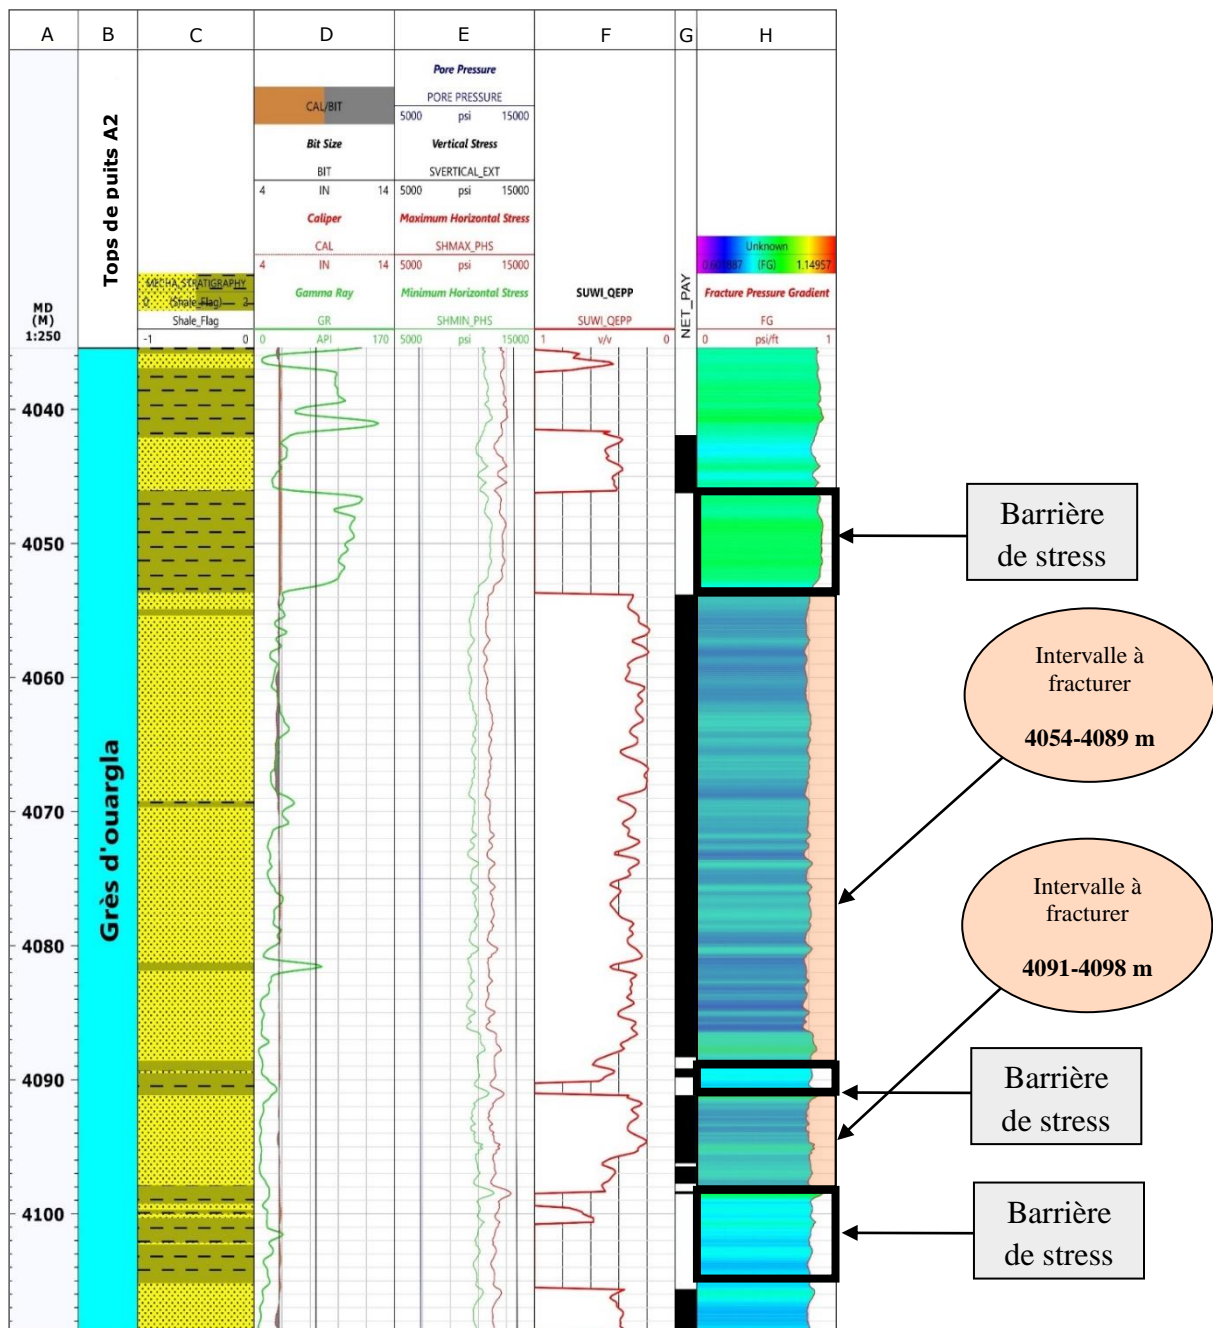 A B C D E F G H
MD
(M)
1:250
Tops de puits A2
MECHA_STRATIGRAPHY
0 (Shale_Flag) 2
Shale_Flag
-1 0
CAL/BIT
Bit Size
BIT
4 IN 14
Caliper
CAL
4 IN 14
Gamma Ray
GR
0 API 170
Pore Pressure
PORE PRESSURE
5000 psi 15000
Vertical Stress
SVERTICAL_EXT
5000 psi 15000
Maximum Horizontal Stress
SHMAX_PHS
5000 psi 15000
Minimum Horizontal Stress
SHMIN_PHS
5000 psi 15000
SUWI_QEPP
SUWI_QEPP
1 v/v 0
NET_PAY
Unknown
(FG) 1.14957
Fracture Pressure Gradient
FG
0 psi/ft 1
4040
4050
4060
4070
4080
4090
4100
Grès d'ouargla
Barrière
de stress
Intervalle à
fracturer
4054-4089 m
Intervalle à
fracturer
4091-4098 m
Barrière
de stress
Barrière
de stress